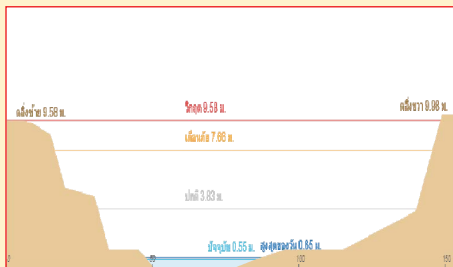 ตลิ่งซ้าย 9.58 ม.
วิกฤต 9.58 ม.
ตลิ่งขวา 9.98 ม.
เตือนภัย 7.66 ม.
ปกติ 3.83 ม.
ปัจจุบัน 0.55 ม.
สูงสุดของวัน 0.65 ม.
0
50
100
150